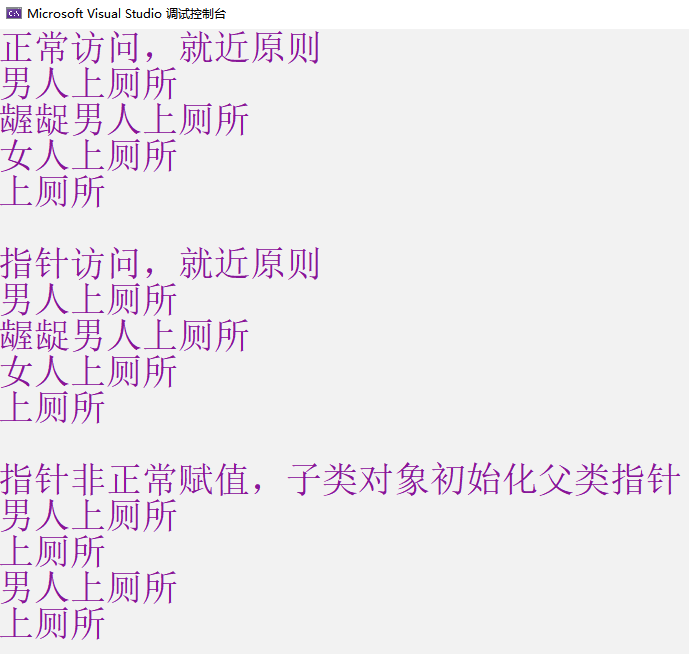 Microsoft Visual Studio 调试控制台
正常访问，就近原则
男人上厕所
龌龊男人上厕所
女人上厕所
上厕所
指针访问，就近原则
男人上厕所
龌龊男人上厕所
女人上厕所
上厕所
指针非正常赋值，子类对象初始化父类指针
男人上厕所
上厕所
男人上厕所
上厕所